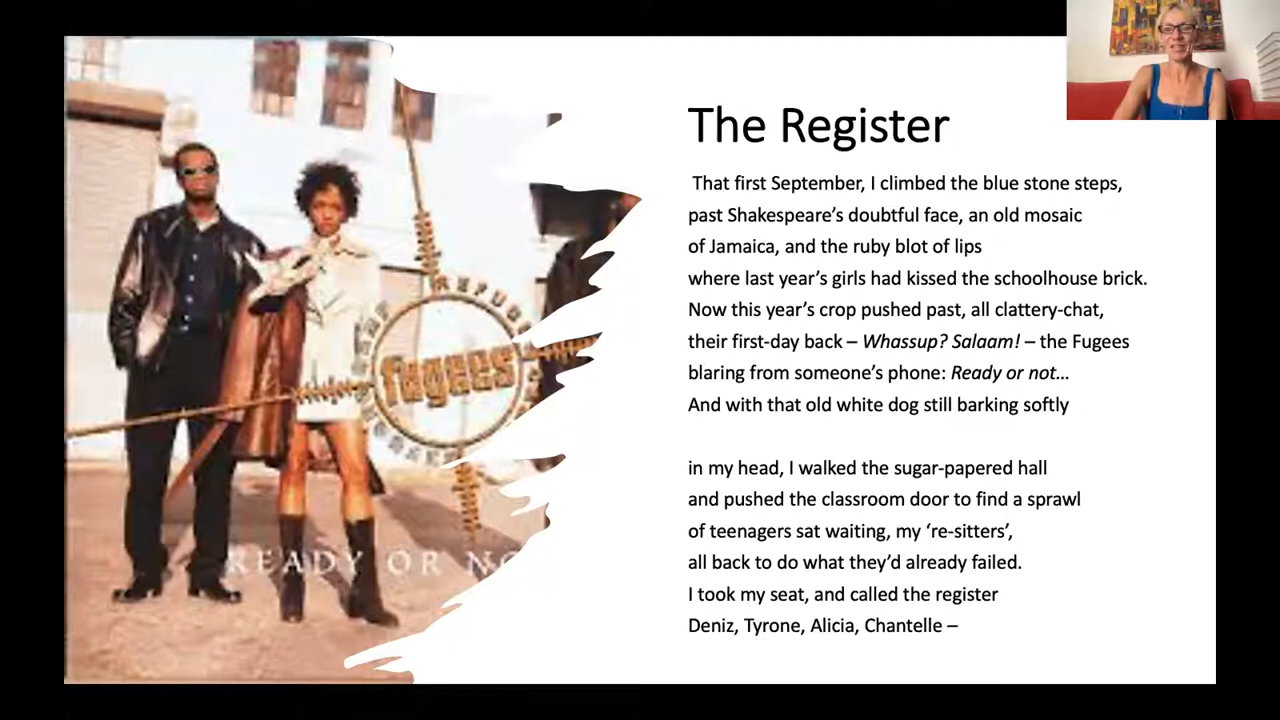 The Register
That first September, I climbed the blue stone steps,
past Shakespeare’s doubtful face, an old mosaic
of Jamaica, and the ruby blot of lips
where last year’s girls had kissed the schoolhouse brick.
Now this year’s crop pushed past, all clattery-chat,
their first-day back – Whassup? Salaam! – the Fugees
blaring from someone’s phone: Ready or not…
And with that old white dog still barking softly
in my head, I walked the sugar-papered hall
and pushed the classroom door to find a sprawl
of teenagers sat waiting, my ‘re-sitters’,
all back to do what they’d already failed.
I took my seat, and called the register
Deniz, Tyrone, Alicia, Chantelle –
fugees
READY OR NO